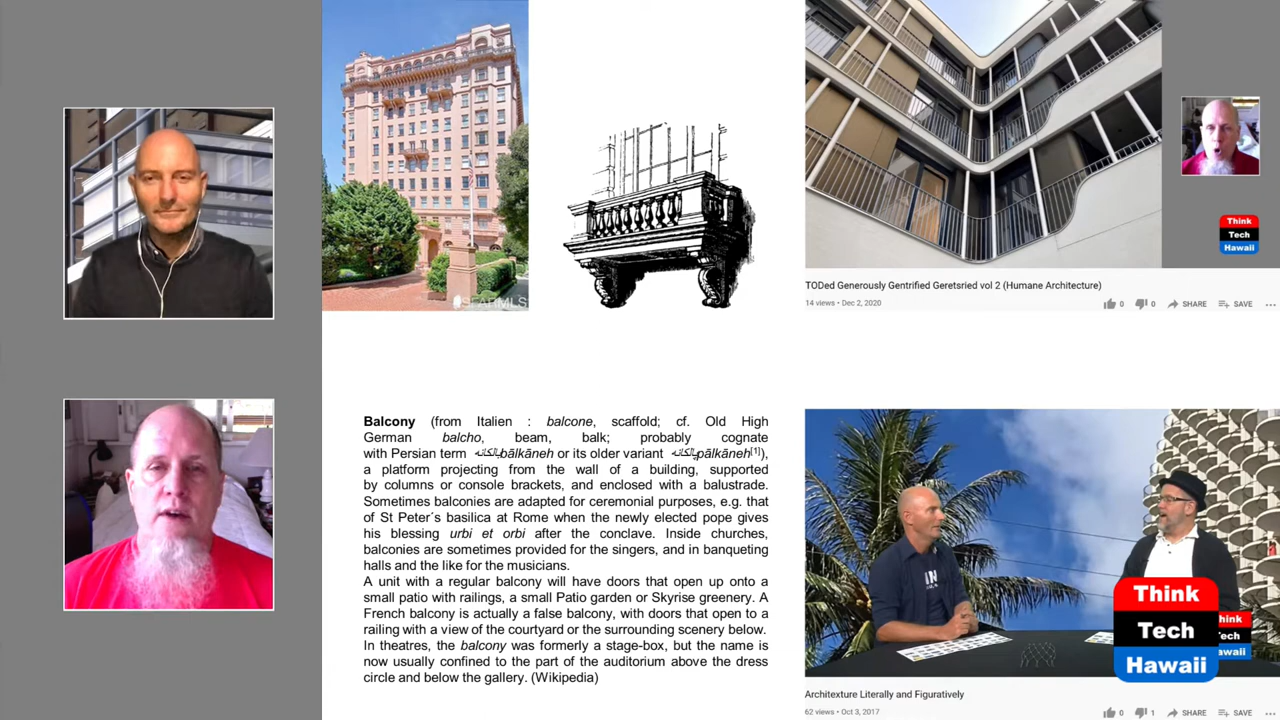 SFARMLS
Think
Tech
Hawaii
TODed Generously Gentrified Geretsried vol 2 (Humane Architecture)
14 views • Dec 2, 2020
0 0 SHARE SAVE ...
Balcony (from Italien : balcone, scaffold; cf. Old High
German balcho, beam, balk; probably cognate
with Persian term بالكانه bālkāneh or its older variant پالكانه pālkāneh[1]),
a platform projecting from the wall of a building, supported
by columns or console brackets, and enclosed with a balustrade.
Sometimes balconies are adapted for ceremonial purposes, e.g. that
of St Peter´s basilica at Rome when the newly elected pope gives
his blessing urbi et orbi after the conclave. Inside churches,
balconies are sometimes provided for the singers, and in banqueting
halls and the like for the musicians.
A unit with a regular balcony will have doors that open up onto a
small patio with railings, a small Patio garden or Skyrise greenery. A
French balcony is actually a false balcony, with doors that open to a
railing with a view of the courtyard or the surrounding scenery below.
In theatres, the balcony was formerly a stage-box, but the name is
now usually confined to the part of the auditorium above the dress
circle and below the gallery. (Wikipedia)
IN
Think
Tech
Hawaii
hink
ech
awaii
Architexture Literally and Figuratively
62 views • Oct 3, 2017
0 1 SHARE SAVE ...